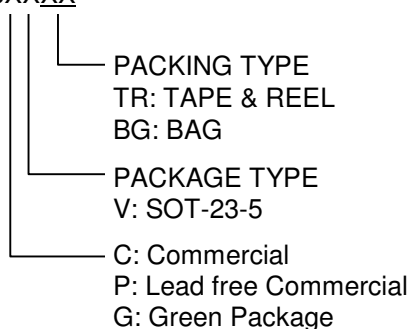 PACKING TYPE
TR: TAPE & REEL
BG: BAG
PACKAGE TYPE
V: SOT-23-5
C: Commercial
P: Lead free Commercial
G: Green Package